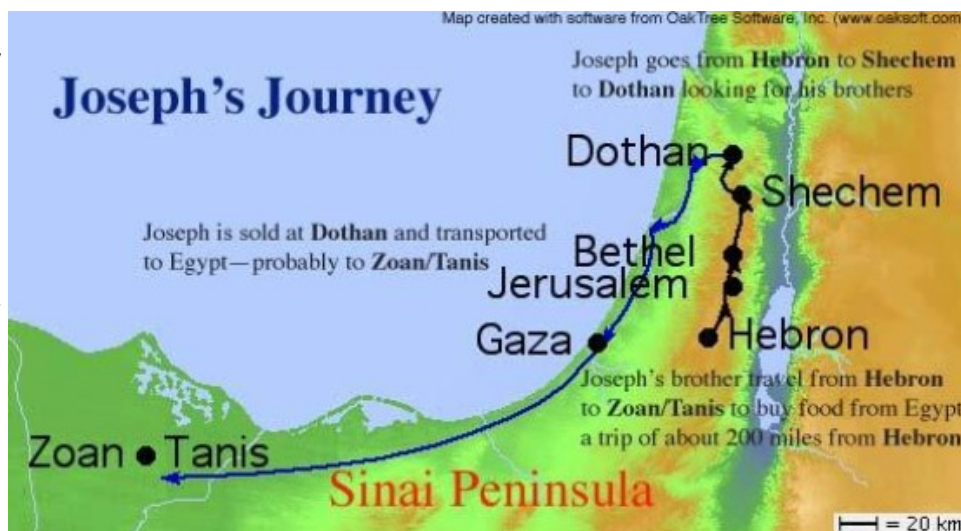 Map created with software from OakTree Software, Inc. (www.oaksoft.com
Joseph goes from Hebron to Shechem
to Dothan looking for his brothers
Joseph's Journey
Dothan
Shechem
Joseph is sold at Dothan and transported
to Egypt—probably to Zoan/Tanis
Bethel
Jerusalem
Gaza
Hebron
Joseph's brother travel from Hebron
to Zoan/Tanis to buy food from Egypt
a trip of about 200 miles from Hebron
Zoan Tanis
Sinai Peninsula
= 20 km